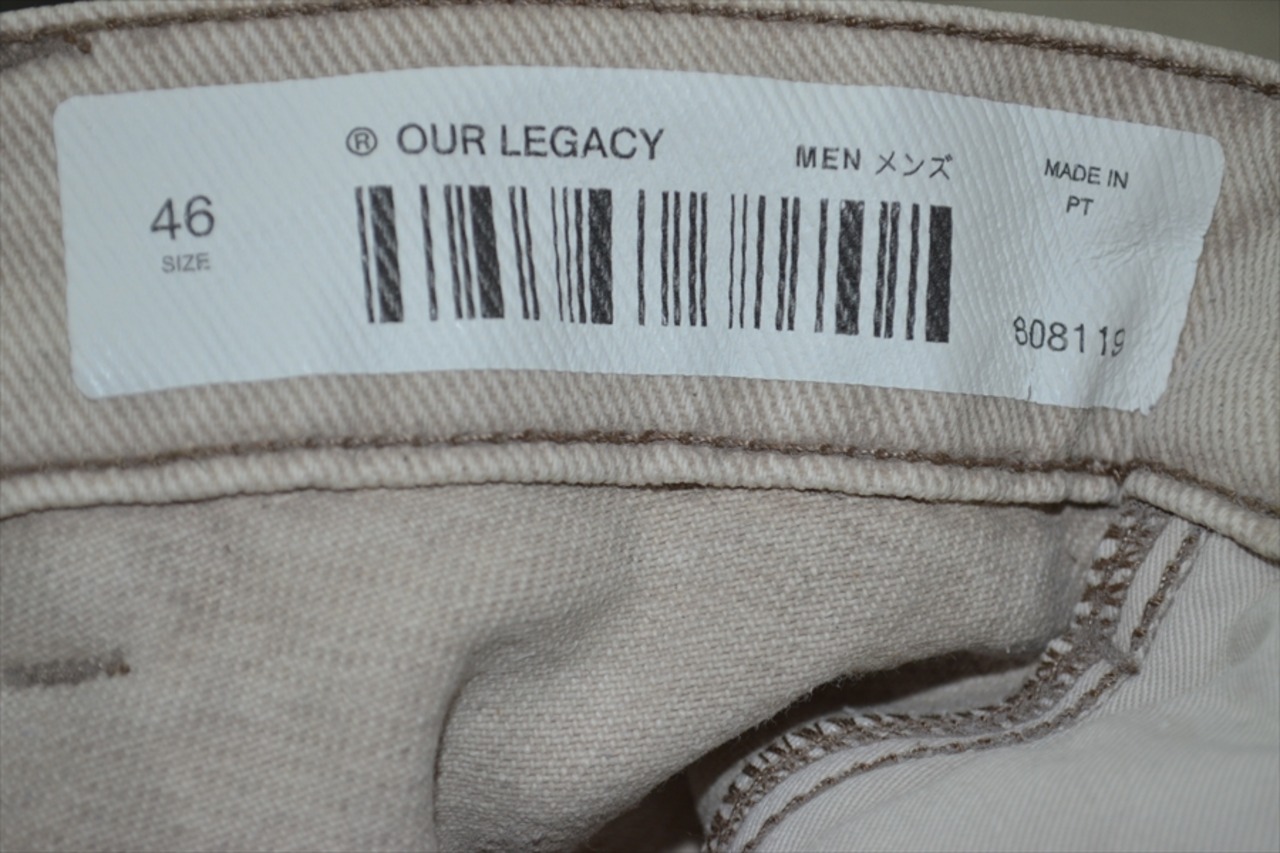 ® OUR LEGACY
MEN メンズ
MADE IN
PT
46
SIZE
808119